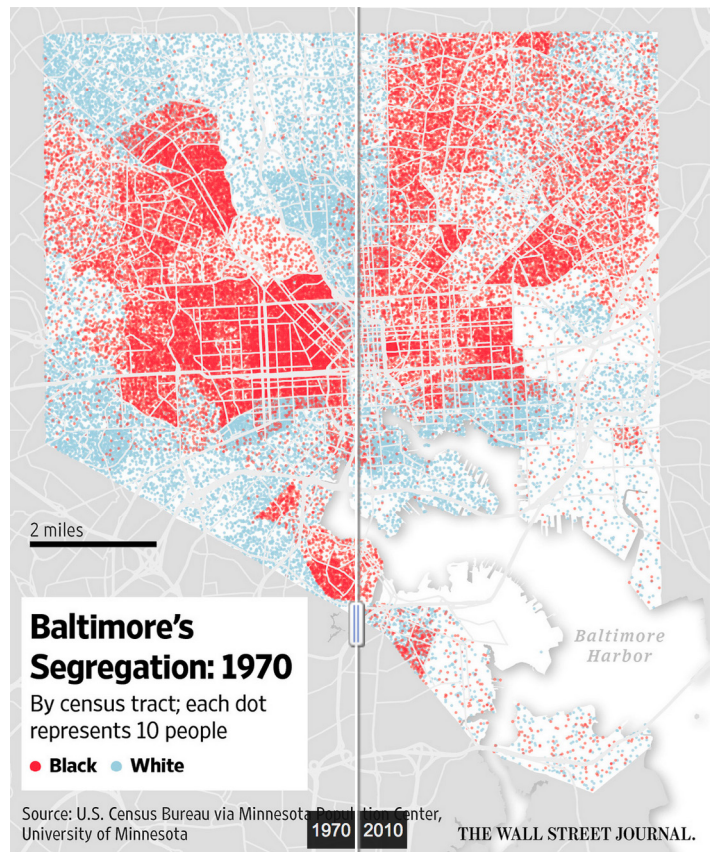 2 miles
Baltimore's
Segregation: 1970
By census tract; each dot
represents 10 people
Black White
Baltimore
Harbor
Source: U.S. Census Bureau via Minnesota Population Center,
University of Minnesota
1970 2010
THE WALL STREET JOURNAL.